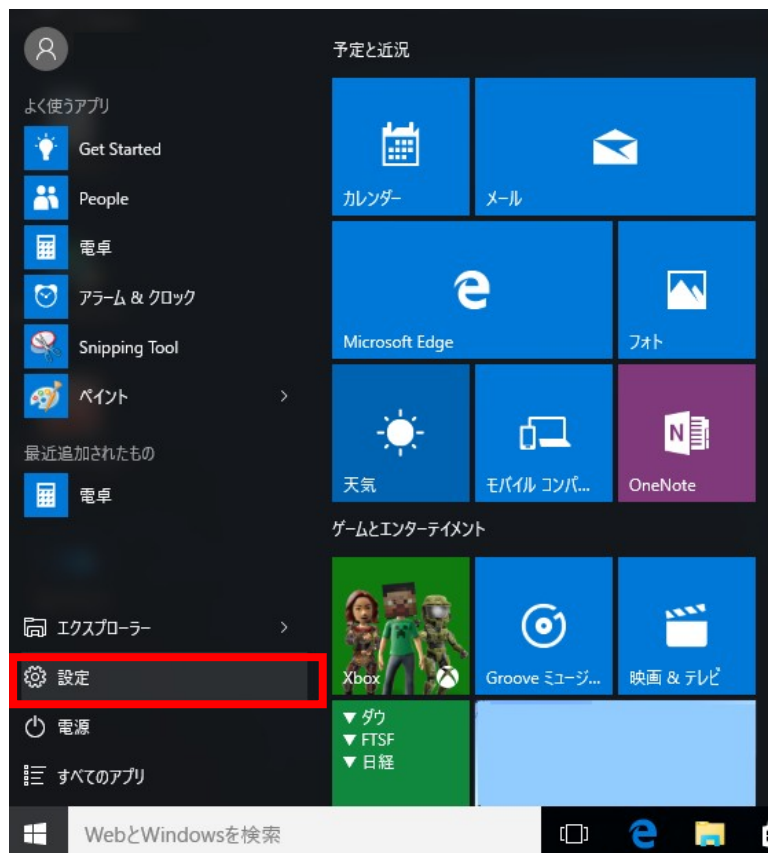 よく使うアプリ
Get Started
People
電卓
アラーム & クロック
Snipping Tool
ペイント
最近追加されたもの
電卓
エクスプローラー
設定
電源
すべてのアプリ
予定と近況
カレンダー
メール
Microsoft Edge
フォト
天気
モバイル コンパ...
N
OneNote
ゲームとエンターテイメント
Xbox
Groove ミュージ...
映画 & テレビ
▼ ダウ
▼ FTSF
▼ 日経
WebとWindowsを検索